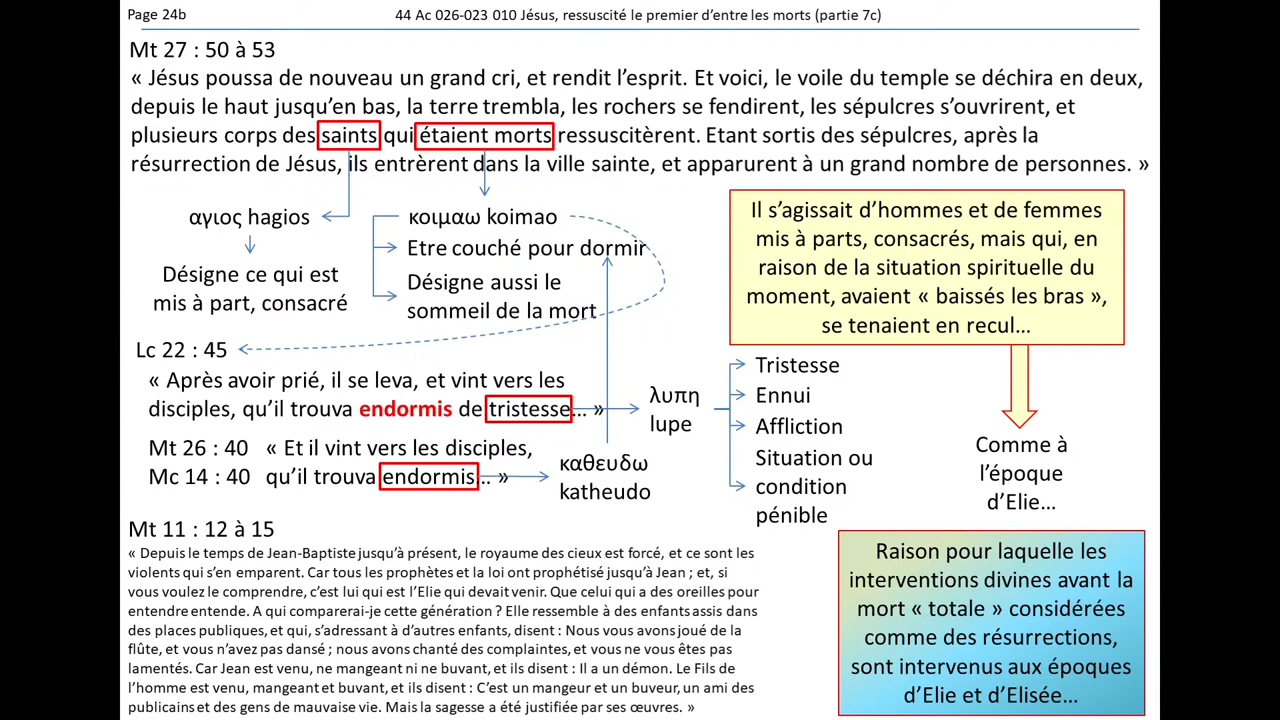 Page 24b
44 Ac 026-023 010 Jésus, ressuscité le premier d’entre les morts (partie 7c)
Mt 27 : 50 à 53
« Jésus poussa de nouveau un grand cri, et rendit l’esprit. Et voici, le voile du temple se déchira en deux,
depuis le haut jusqu’en bas, la terre trembla, les rochers se fendirent, les sépulcres s’ouvrirent, et
plusieurs corps des saints qui étaient morts ressuscitèrent. Etant sortis des sépulcres, après la
résurrection de Jésus, ils entrèrent dans la ville sainte, et apparurent à un grand nombre de personnes. »
αγιος hagios
Désigne ce qui est
mis à part, consacré
κοιμαω koimao
Etre couché pour dormir
Désigne aussi le
sommeil de la mort
Il s’agissait d’hommes et de femmes
mis à parts, consacrés, mais qui, en
raison de la situation spirituelle du
moment, avaient « baissés les bras »,
se tenaient en recul…
Lc 22 : 45
« Après avoir prié, il se leva, et vint vers les
disciples, qu’il trouva endormis de tristesse… »
λυπη
lupe
Tristesse
Ennui
Affliction
Situation ou
condition
pénible
Comme à
l’époque
d’Elie…
Mt 26 : 40 « Et il vint vers les disciples,
Mc 14 : 40 qu’il trouva endormis… »
καθευδω
katheudo
Mt 11 : 12 à 15
« Depuis le temps de Jean-Baptiste jusqu’à présent, le royaume des cieux est forcé, et ce sont les
violents qui s’en emparent. Car tous les prophètes et la loi ont prophétisé jusqu’à Jean ; et, si
vous voulez le comprendre, c’est lui qui est l’Elie qui devait venir. Que celui qui a des oreilles pour
entendre entende. A qui comparerai-je cette génération ? Elle ressemble à des enfants assis dans
des places publiques, et qui, s’adressant à d’autres enfants, disent : Nous vous avons joué de la
flûte, et vous n’avez pas dansé ; nous avons chanté des complaintes, et vous ne vous êtes pas
lamentés. Car Jean est venu, ne mangeant ni ne buvant, et ils disent : Il a un démon. Le Fils de
l’homme est venu, mangeant et buvant, et ils disent : C’est un mangeur et un buveur, un ami des
publicains et des gens de mauvaise vie. Mais la sagesse a été justifiée par ses œuvres. »
Raison pour laquelle les
interventions divines avant la
mort « totale » considérées
comme des résurrections,
sont intervenus aux époques
d’Elie et d’Elisée…